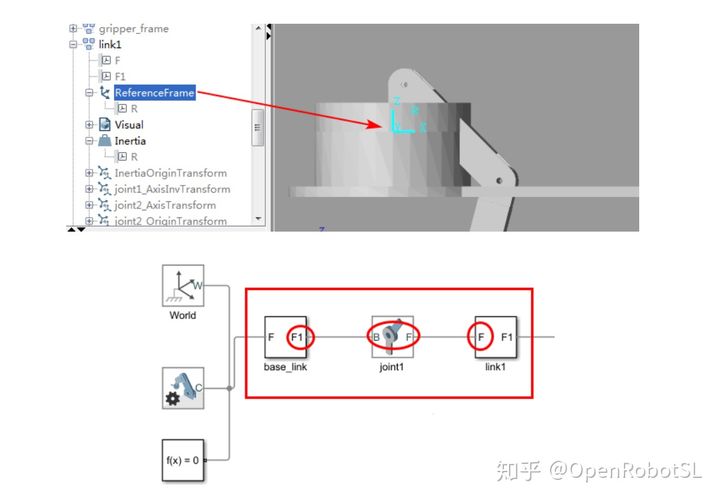 gripper_frame
link1
F
F1
ReferenceFrame
R
Visual
Inertia
R
InertiaOriginTransform
joint1_AxisInvTransform
joint2_AxisTransform
joint2_OriginTransform
Z
X
z
W
World
F F1
base_link
B F
joint1
F F1
link1
C
f(x) = 0
知乎 @OpenRobotSL